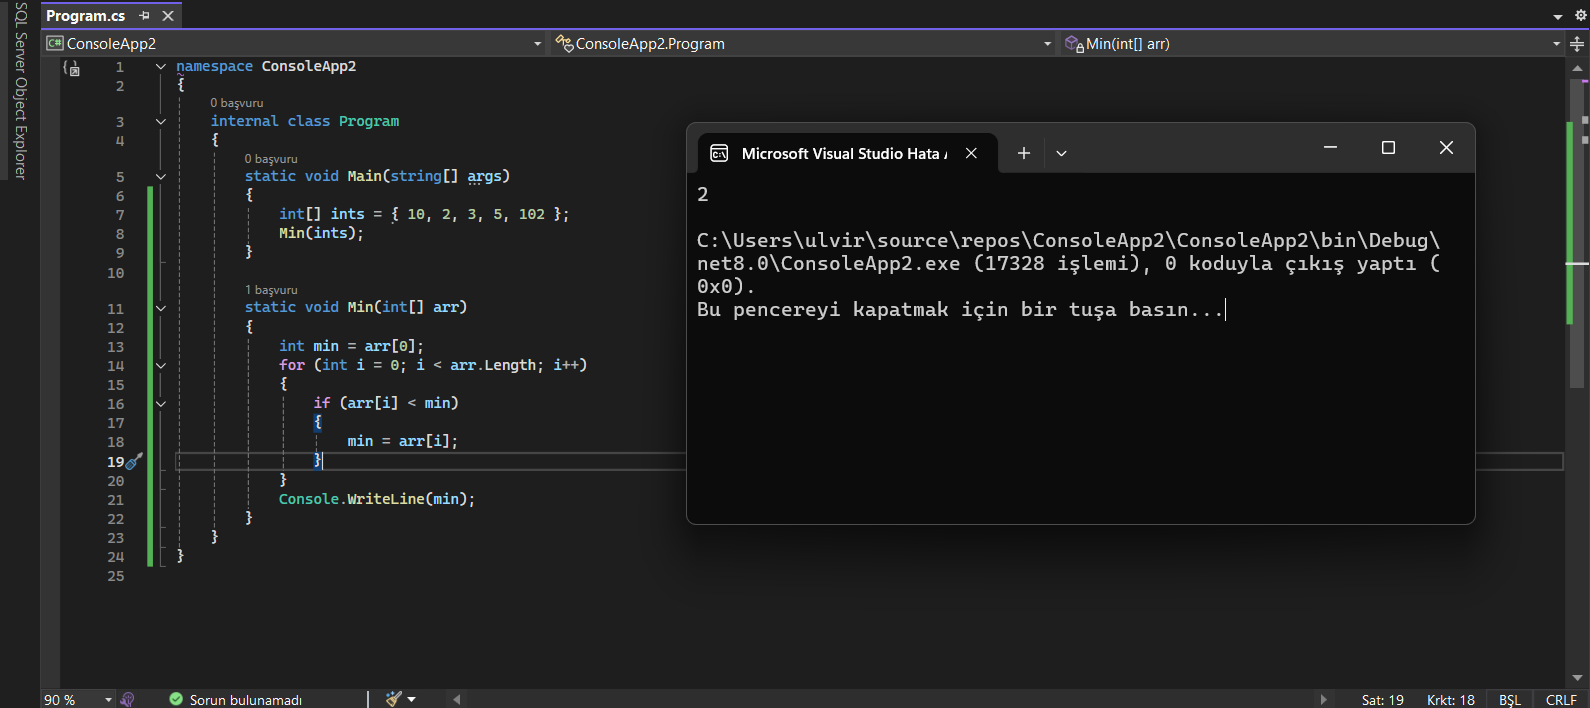 SQL Server Object Explorer
Program.cs
C# ConsoleApp2
ConsoleApp2.Program
Min(int[] arr)
1 namespace ConsoleApp2
2 {
0 başvuru
3 internal class Program
4 {
0 başvuru
5 static void Main(string[] args)
6 {
7 int[] ints = { 10, 2, 3, 5, 102 };
8 Min(ints);
9 }
10
1 başvuru
11 static void Min(int[] arr)
12 {
13 int min = arr[0];
14 for (int i = 0; i < arr.Length; i++)
15 {
16 if (arr[i] < min)
17 {
18 min = arr[i];
19 }
20 }
21 Console.WriteLine(min);
22 }
23 }
24 }
25
Microsoft Visual Studio Hata
2
C:\Users\ulvir\source\repos\ConsoleApp2\ConsoleApp2\bin\Debug\
net8.0\ConsoleApp2.exe (17328 işlemi), 0 koduyla çıkış yaptı (
0x0).
Bu pencereyi kapatmak için bir tuşa basın...
90 %
Sorun bulunamadı
Sat: 19 Krkt: 18 BŞL CRLF